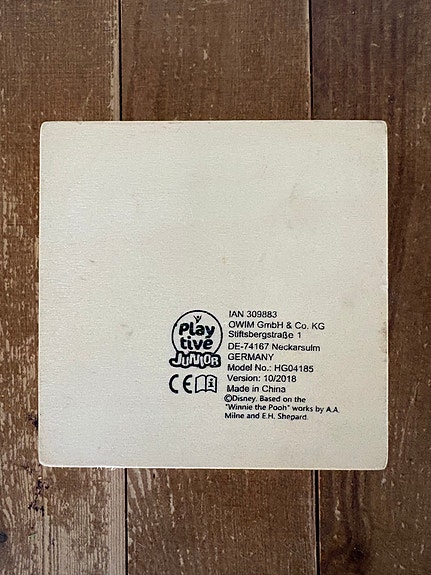 Play
tive
JUNIOR
IAN 309883
OWIM GmbH & Co. KG
Stiftsbergstraße 1
DE-74167 Neckarsulm
GERMANY
Model No.: HG04185
Version: 10/2018
CE
Made in China
©Disney. Based on the
"Winnie the Pooh" works by A.A.
Milne and E.H. Shepard.